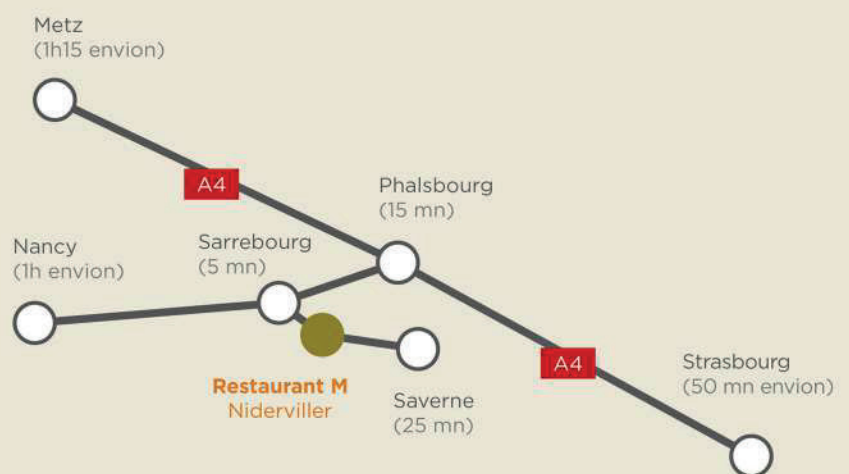 Metz
(1h15 envion)
A4
Phalsbourg
(15 mn)
Nancy
(1h envion)
Sarrebourg
(5 mn)
Restaurant M
Niderviller
Saverne
(25 mn)
A4
Strasbourg
(50 mn envion)